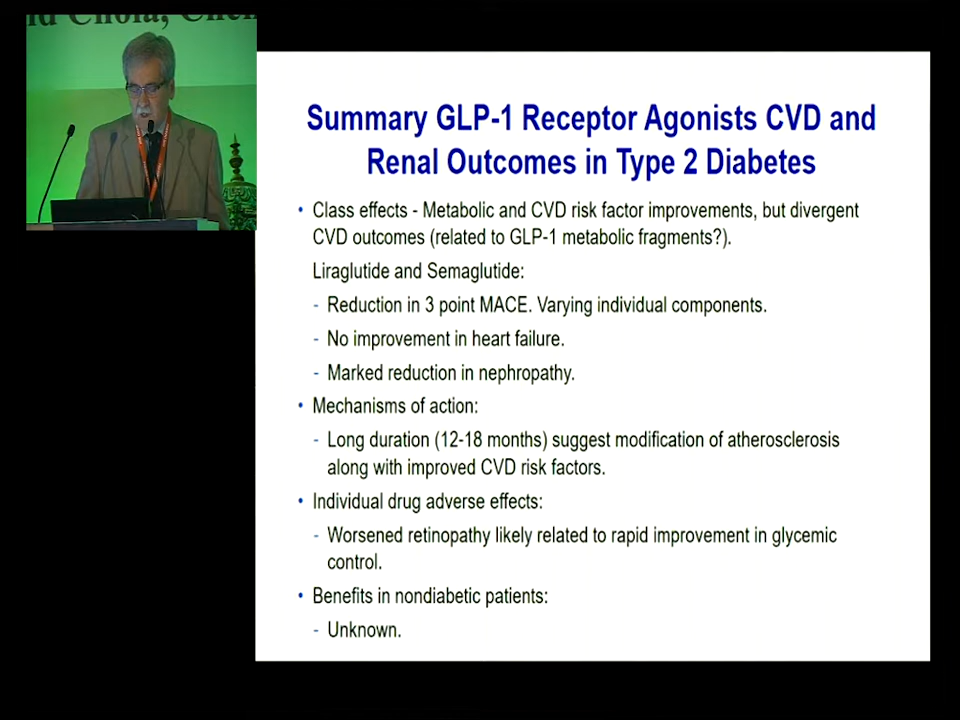 Summary GLP-1 Receptor Agonists CVD and
Renal Outcomes in Type 2 Diabetes
• Class effects - Metabolic and CVD risk factor improvements, but divergent
CVD outcomes (related to GLP-1 metabolic fragments?).
Liraglutide and Semaglutide:
- Reduction in 3 point MACE. Varying individual components.
- No improvement in heart failure.
- Marked reduction in nephropathy.
• Mechanisms of action:
- Long duration (12-18 months) suggest modification of atherosclerosis
along with improved CVD risk factors.
• Individual drug adverse effects:
- Worsened retinopathy likely related to rapid improvement in glycemic
control.
• Benefits in nondiabetic patients:
- Unknown.